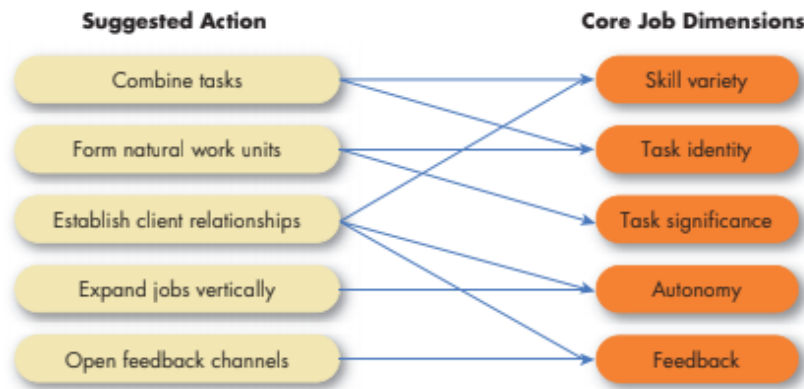 Suggested Action
Core Job Dimensions
Combine tasks
Skill variety
Form natural work units
Task identity
Establish client relationships
Task significance
Expand jobs vertically
Autonomy
Open feedback channels
Feedback